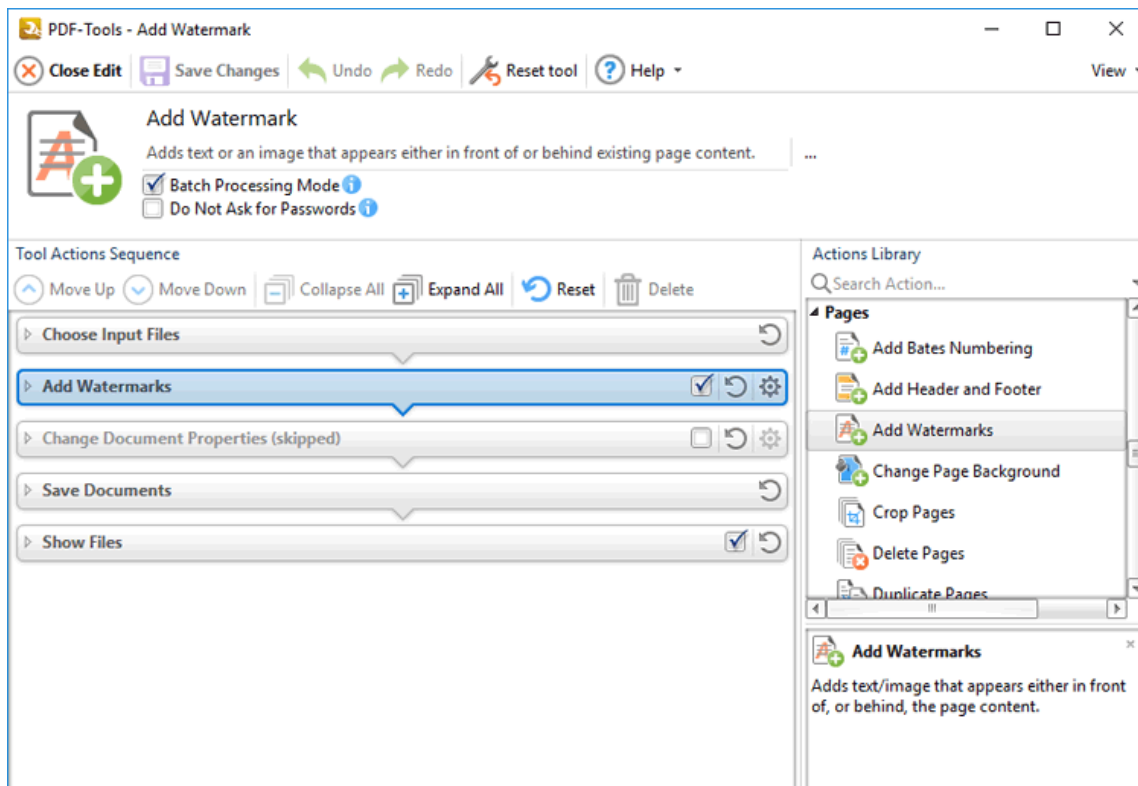 PDF-Tools - Add Watermark
Close Edit Save Changes Undo Redo Reset tool ? Help View
Add Watermark
Adds text or an image that appears either in front of or behind existing page content. ...
Batch Processing Mode i
Do Not Ask for Passwords i
Tool Actions Sequence
Move Up Move Down Collapse All Expand All Reset Delete
Choose Input Files
Add Watermarks
Change Document Properties (skipped)
Save Documents
Show Files
Actions Library
Search Action...
Pages
Add Bates Numbering
Add Header and Footer
Add Watermarks
Change Page Background
Crop Pages
Delete Pages
Duplicate Pages
Add Watermarks
Adds text/image that appears either in front
of, or behind, the page content.